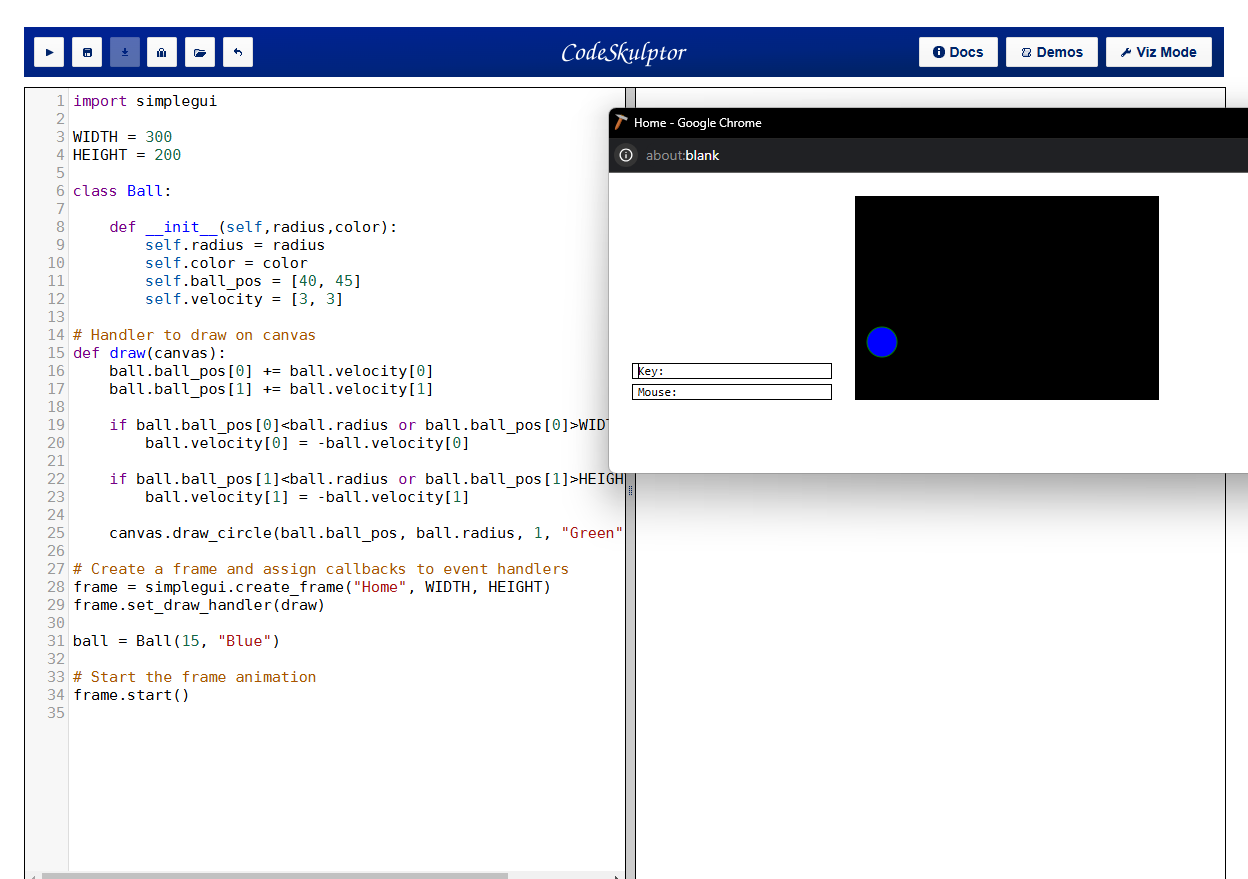 CodeSkulptor
Docs
Demos
Viz Mode
1 import simplegui
2
3 WIDTH = 300
4 HEIGHT = 200
5
6 class Ball:
7
8     def __init__(self,radius,color):
9         self.radius = radius
10         self.color = color
11         self.ball_pos = [40, 45]
12         self.velocity = [3, 3]
13
14 # Handler to draw on canvas
15 def draw(canvas):
16     ball.ball_pos[0] += ball.velocity[0]
17     ball.ball_pos[1] += ball.velocity[1]
18
19     if ball.ball_pos[0]<ball.radius or ball.ball_pos[0]>WID
20         ball.velocity[0] = -ball.velocity[0]
21
22     if ball.ball_pos[1]<ball.radius or ball.ball_pos[1]>HEIGH
23         ball.velocity[1] = -ball.velocity[1]
24
25     canvas.draw_circle(ball.ball_pos, ball.radius, 1, "Green"
26
27 # Create a frame and assign callbacks to event handlers
28 frame = simplegui.create_frame("Home", WIDTH, HEIGHT)
29 frame.set_draw_handler(draw)
30
31 ball = Ball(15, "Blue")
32
33 # Start the frame animation
34 frame.start()
35
Home - Google Chrome
about:blank
Key:
Mouse: